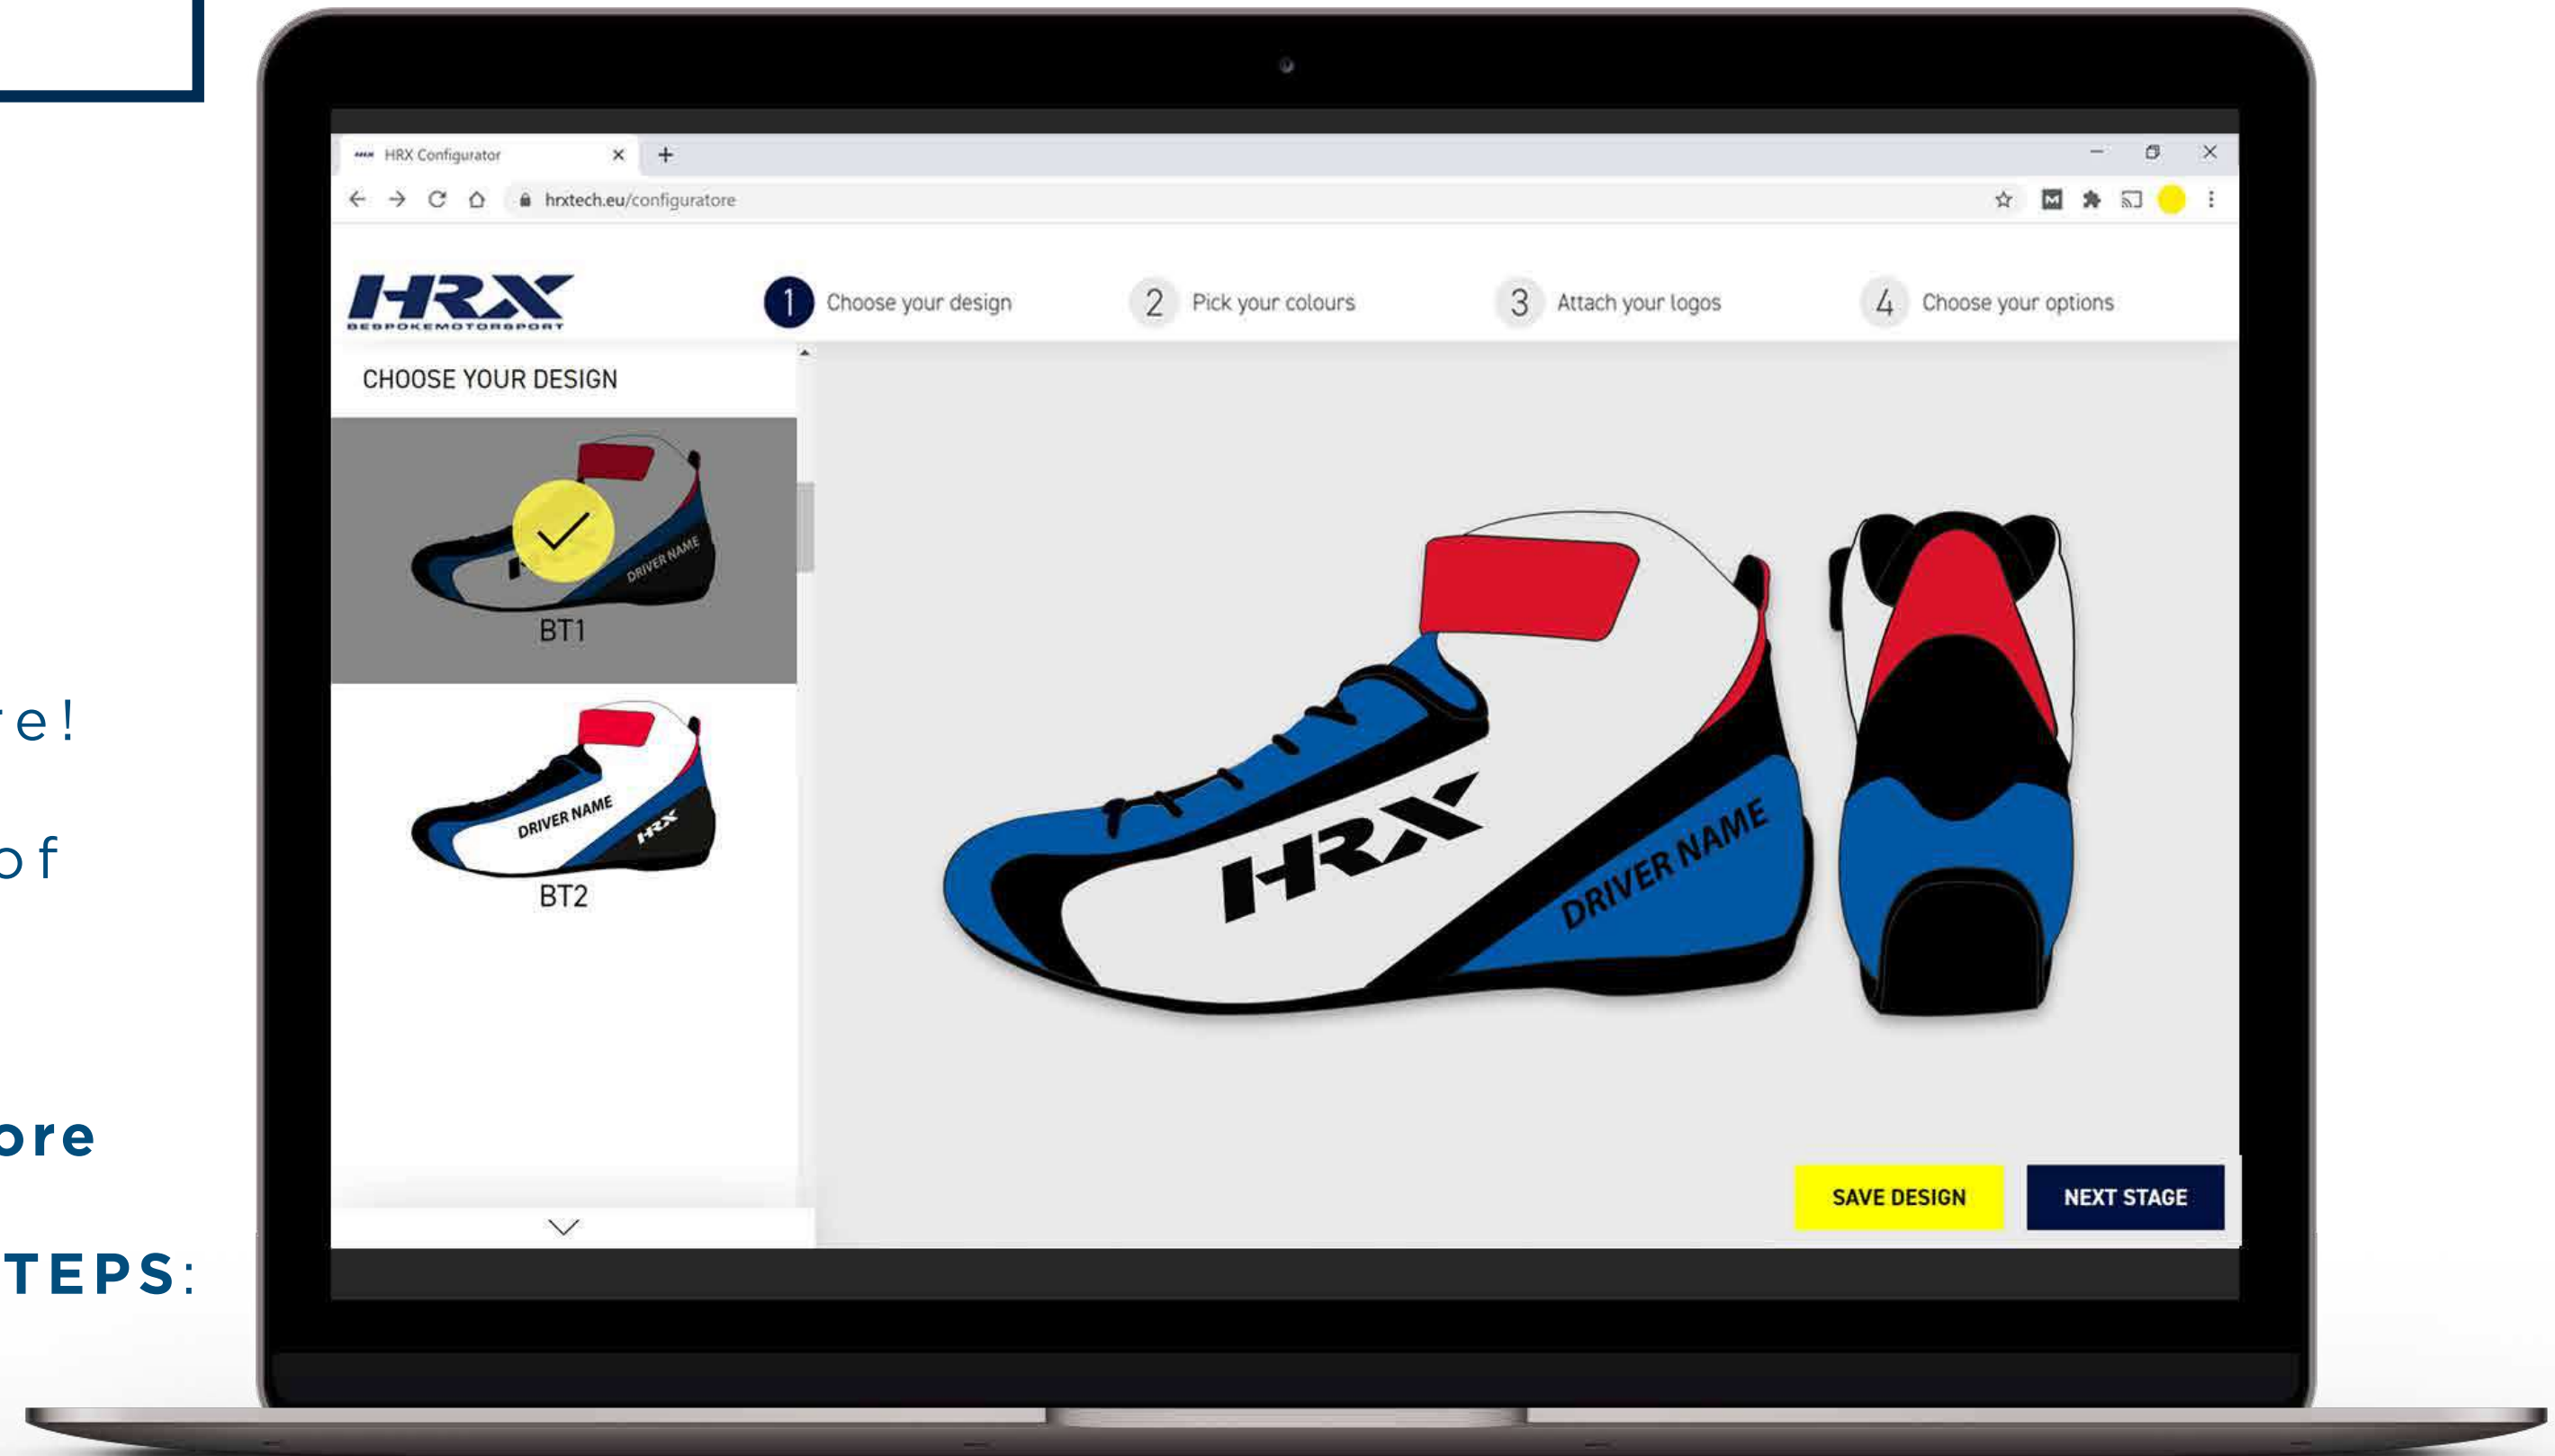 re!
of
ore
TEPS:
HRX Configurator
hrxtech.eu/configuratore
HRX
BESPOKEMOTORSPORT
1 Choose your design
2 Pick your colours
3 Attach your logos
4 Choose your options
CHOOSE YOUR DESIGN
DRIVER NAME
BT1
DRIVER NAME
HRX
BT2
HRX
DRIVER NAME
SAVE DESIGN
NEXT STAGE